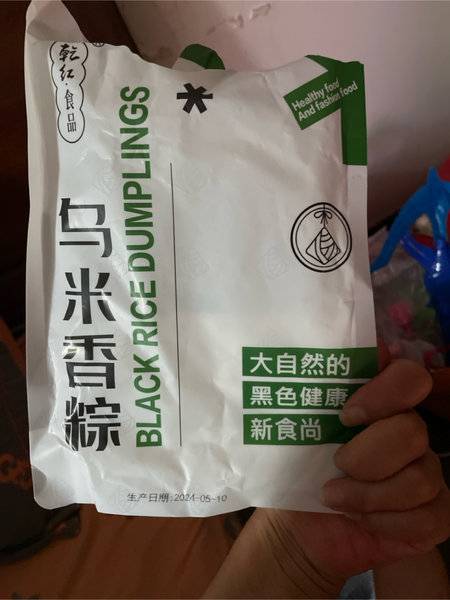 乾红·食品
®
乌米香粽
BLACK RICE DUMPLINGS
Healthy food
And fashion food
大自然的
黑色健康
新食尚
生产日期:2024-05-10